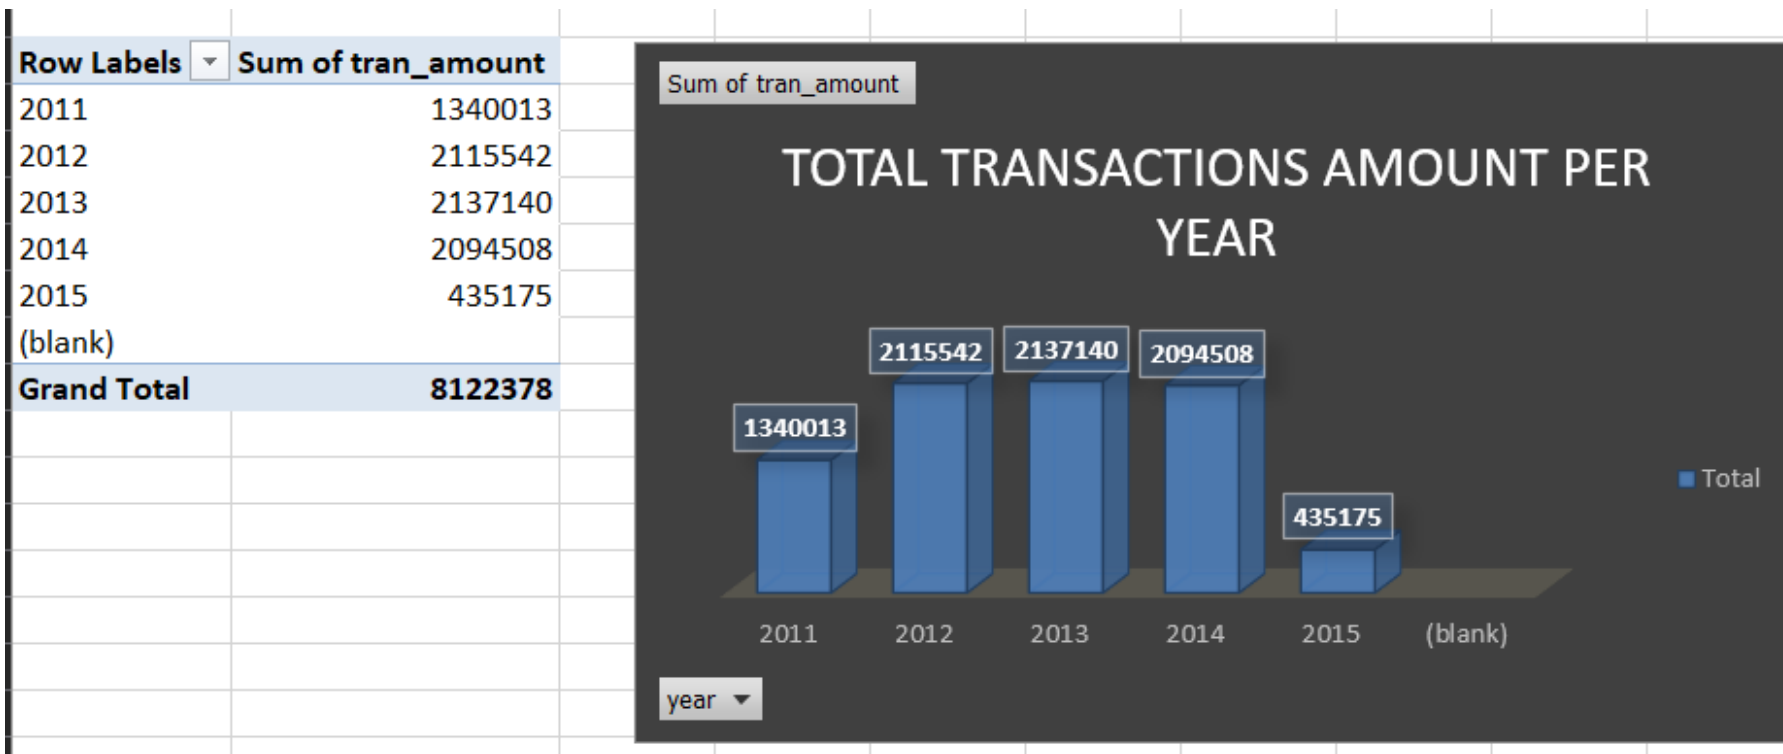 Row Labels Sum of tran_amount
2011 1340013
2012 2115542
2013 2137140
2014 2094508
2015 435175
(blank)
Grand Total 8122378
Sum of tran_amount
TOTAL TRANSACTIONS AMOUNT PER
YEAR
2115542 2137140 2094508
1340013
435175
Total
2011 2012 2013 2014 2015 (blank)
year